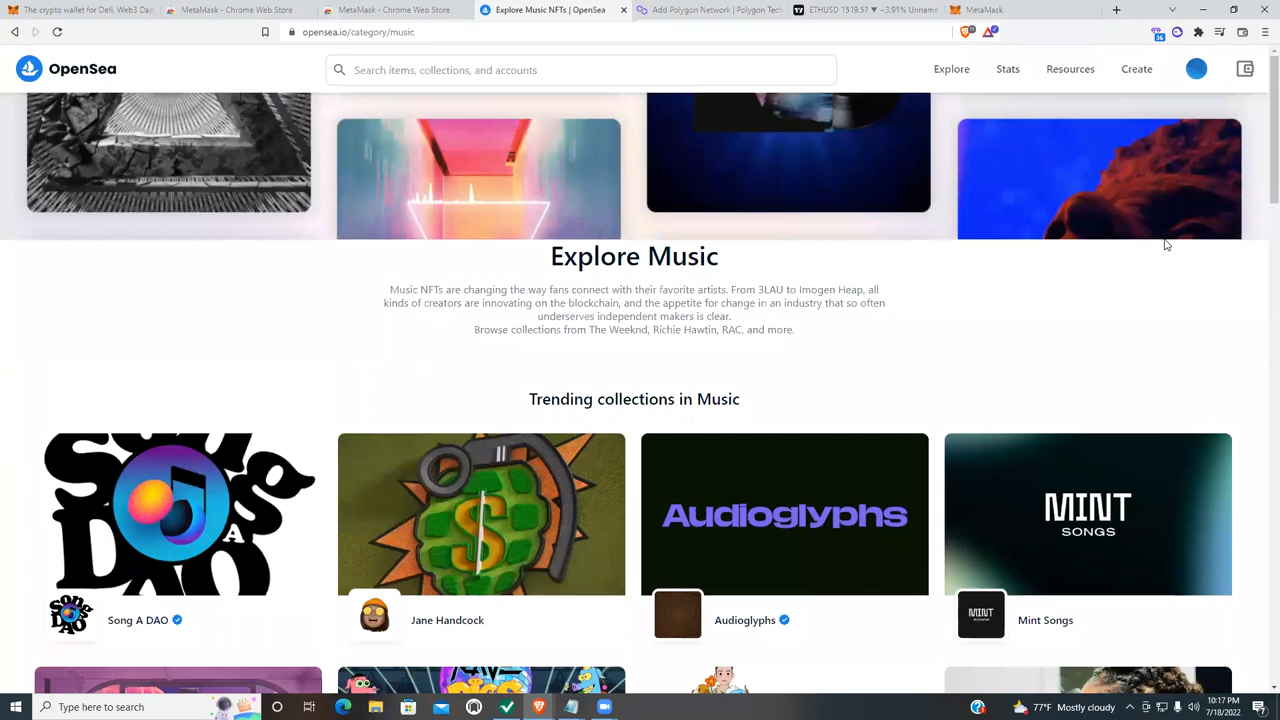 The crypto wallet for Defi, Web3 Dap
MetaMask - Chrome Web Store
MetaMask - Chrome Web Store
Explore Music NFTs | OpenSea
Add Polygon Network | Polygon Tech
ETHUSD 1519.57 ▼ −3.91% Unname
MetaMask
opensea.io/category/music
OpenSea
Search items, collections, and accounts
Explore
Stats
Resources
Create
Explore Music
Music NFTs are changing the way fans connect with their favorite artists. From 3LAU to Imogen Heap, all
kinds of creators are innovating on the blockchain, and the appetite for change in an industry that so often
underserves independent makers is clear.
Browse collections from The Weeknd, Richie Hawtin, RAC, and more.
Trending collections in Music
Song A DAO
Audioglyphs
MINT
SONGS
Song A DAO
Jane Handcock
Audioglyphs
MINT
Mint Songs
Type here to search
77°F Mostly cloudy
10:17 PM
7/18/2022